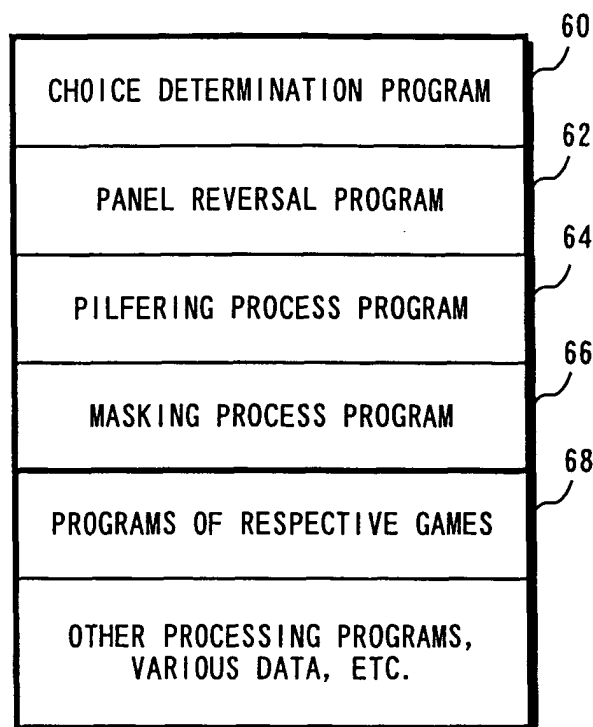 60
CHOICE DETERMINATION PROGRAM
62
PANEL REVERSAL PROGRAM
64
PILFERING PROCESS PROGRAM
66
MASKING PROCESS PROGRAM
68
PROGRAMS OF RESPECTIVE GAMES
OTHER PROCESSING PROGRAMS,
VARIOUS DATA, ETC.